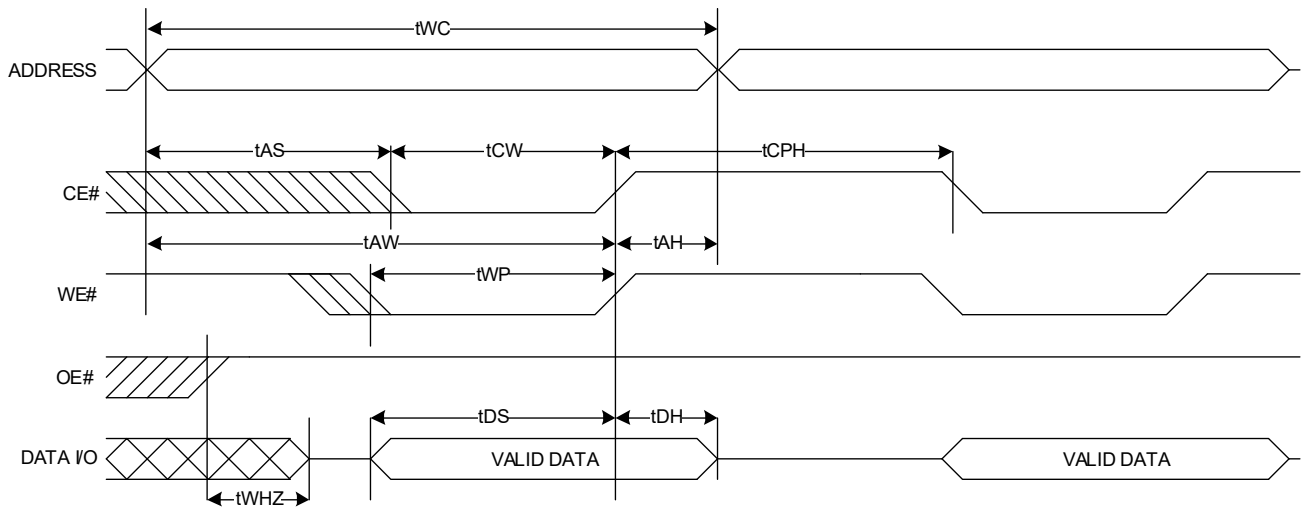 tWC
ADDRESS
tAS
tCW
tCPH
CE#
tAW
tAH
tWP
WE#
OE#
tDS
tDH
DATA I/O
VALID DATA
VALID DATA
tWHZ